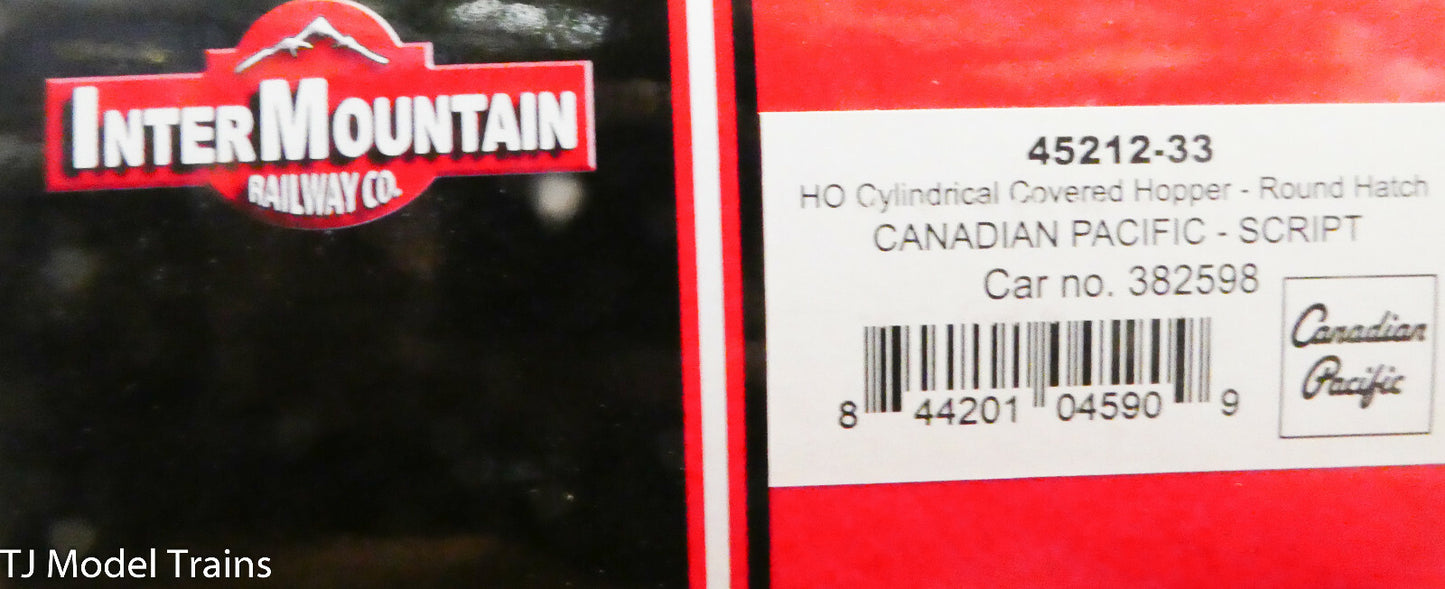 INTERMOUNTAIN
RAILWAY CO.
45212-33
HO Cylindrical Covered Hopper - Round Hatch
CANADIAN PACIFIC - SCRIPT
Car no. 382598
8 44201 04590 9
Canadian
Pacific
TJ Model Trains